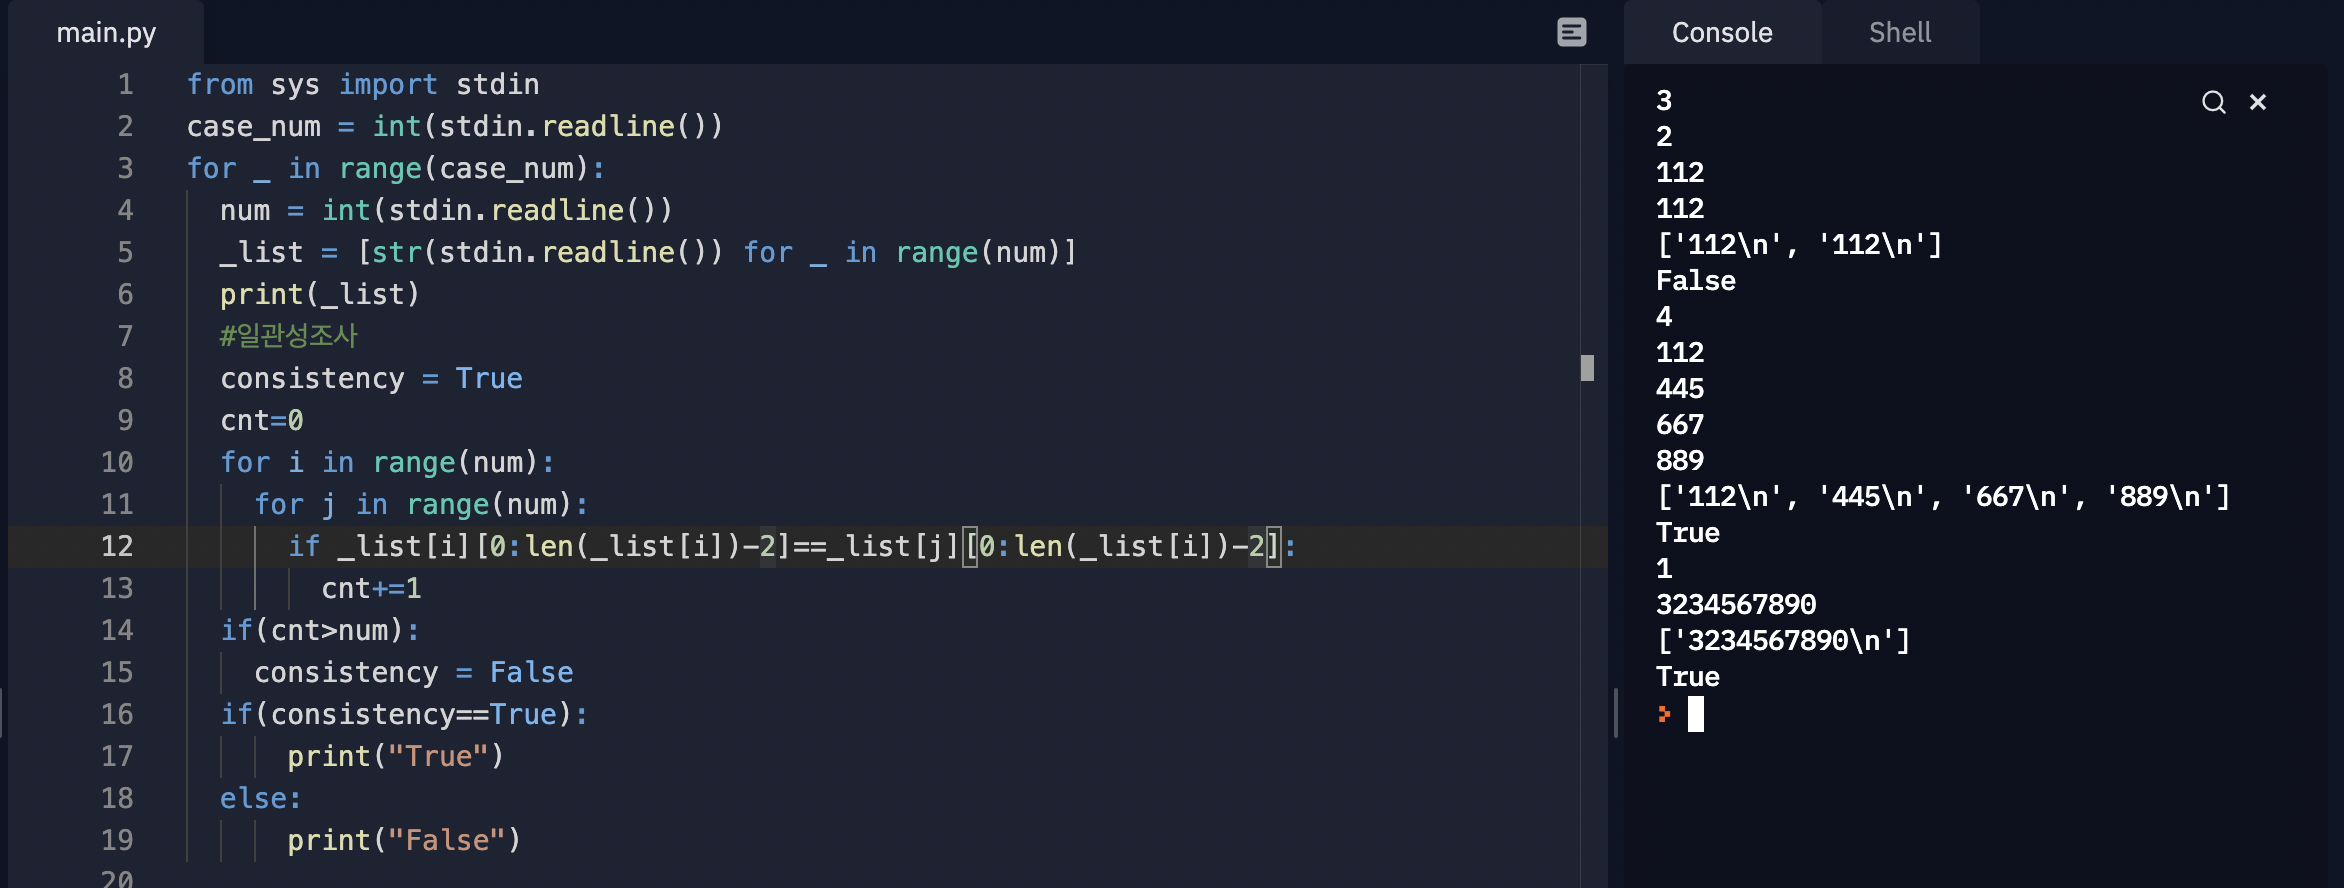 main.py
1 from sys import stdin
2 case_num = int(stdin.readline())
3 for _ in range(case_num):
4 num = int(stdin.readline())
5 _list = [str(stdin.readline()) for _ in range(num)]
6 print(_list)
7 #일관성조사
8 consistency = True
9 cnt=0
10 for i in range(num):
11 for j in range(num):
12 if _list[i][0:len(_list[i])-2]==_list[j][0:len(_list[i])-2]:
13 cnt+=1
14 if(cnt>num):
15 consistency = False
16 if(consistency==True):
17 print("True")
18 else:
19 print("False")
20
Console Shell
3
2
112
112
['112\n', '112\n']
False
4
112
445
667
889
['112\n', '445\n', '667\n', '889\n']
True
1
3234567890
['3234567890\n']
True